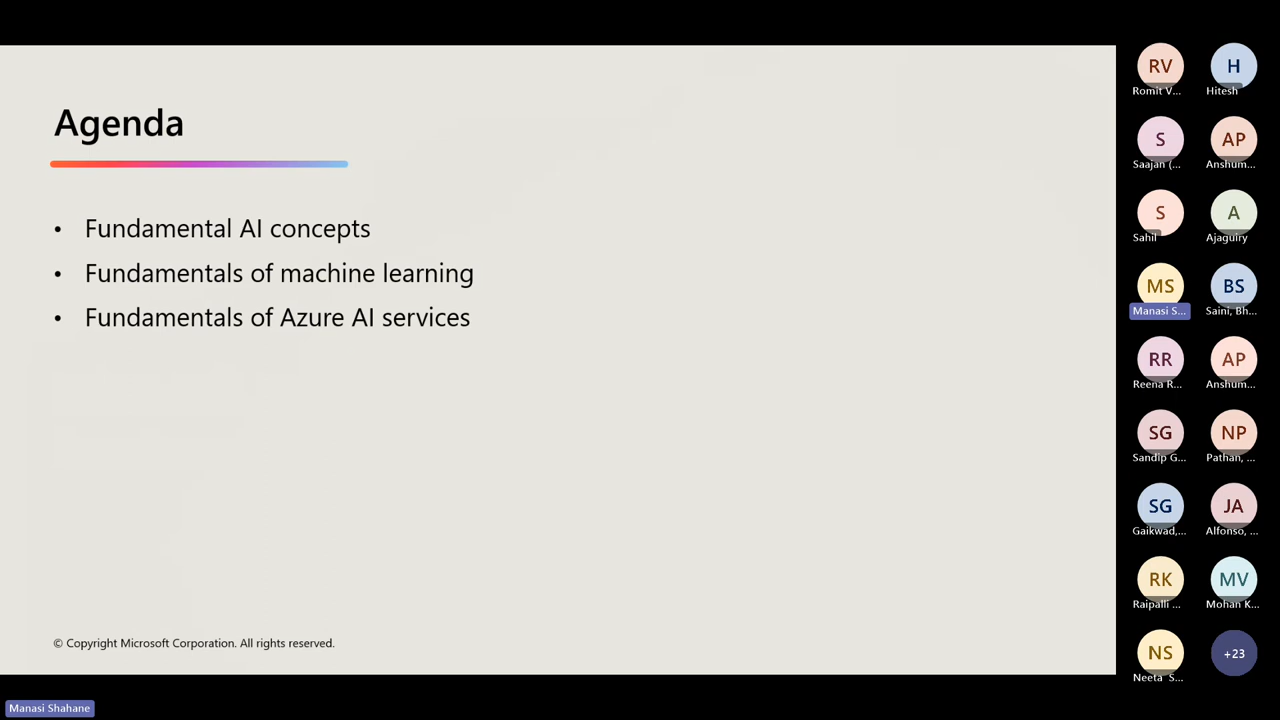 Agenda
• Fundamental AI concepts
• Fundamentals of machine learning
• Fundamentals of Azure AI services
© Copyright Microsoft Corporation. All rights reserved.
Manasi Shahane
RV H
Romit V... Hitesh
S AP
Saajan (... Anshum...
S A
Sahil Ajaguiry
MS BS
Manasi S... Saini, Bh...
RR AP
Reena R... Anshum...
SG NP
Sandip G... Pathan, ...
SG JA
Gaikwad,... Alfonso, ...
RK MV
Raipalli ... Mohan K...
NS +23
Neeta S...